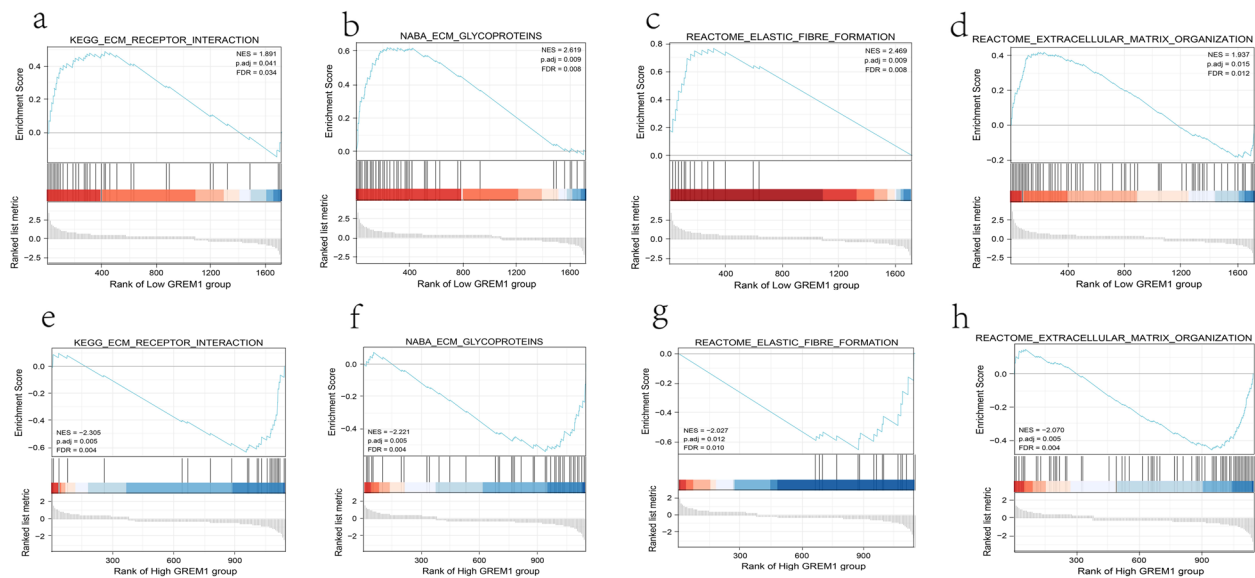 a
KEGG_ECM_RECEPTOR_INTERACTION
NES = 1.891
p.adj = 0.041
FDR = 0.034
Enrichment Score
0.4
0.2
0.0
Ranked list metric
2.5
0.0
−2.5
400
800
1200
1600
Rank of Low GREM1 group
b
NABA_ECM_GLYCOPROTEINS
NES = 2.619
p.adj = 0.009
FDR = 0.008
Enrichment Score
0.6
0.4
0.2
0.0
Ranked list metric
2.5
0.0
−2.5
400
800
1200
1600
Rank of Low GREM1 group
c
REACTOME_ELASTIC_FIBRE_FORMATION
NES = 2.469
p.adj = 0.009
FDR = 0.008
Enrichment Score
0.8
0.6
0.4
0.2
0.0
Ranked list metric
2.5
0.0
−2.5
400
800
1200
1600
Rank of Low GREM1 group
d
REACTOME_EXTRACELLULAR_MATRIX_ORGANIZATION
NES = 1.937
p.adj = 0.015
FDR = 0.012
Enrichment Score
0.4
0.2
0.0
−0.2
Ranked list metric
2.5
0.0
−2.5
400
800
1200
1600
Rank of Low GREM1 group
e
KEGG_ECM_RECEPTOR_INTERACTION
Enrichment Score
0.0
−0.2
−0.4
−0.6
NES = −2.305
p.adj = 0.005
FDR = 0.004
Ranked list metric
2
0
−2
300
600
900
Rank of High GREM1 group
f
NABA_ECM_GLYCOPROTEINS
Enrichment Score
0.0
−0.2
−0.4
NES = −2.221
p.adj = 0.005
FDR = 0.004
Ranked list metric
2
0
−2
300
600
900
Rank of High GREM1 group
g
REACTOME_ELASTIC_FIBRE_FORMATION
Enrichment Score
0.0
−0.2
−0.4
−0.6
NES = −2.027
p.adj = 0.012
FDR = 0.010
Ranked list metric
2
0
−2
300
600
900
Rank of High GREM1 group
h
REACTOME_EXTRACELLULAR_MATRIX_ORGANIZATION
Enrichment Score
0.0
−0.2
−0.4
NES = −2.070
p.adj = 0.005
FDR = 0.004
Ranked list metric
2
0
−2
300
600
900
Rank of High GREM1 group